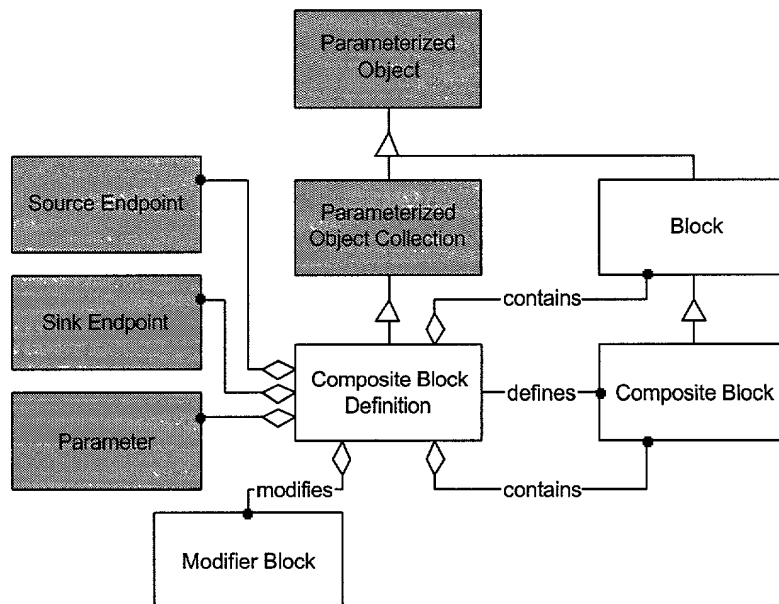 Parameterized
Object
Source Endpoint
Parameterized
Object Collection
Block
contains
Sink Endpoint
Composite Block
Definition
defines
Composite Block
Parameter
modifies
contains
Modifier Block